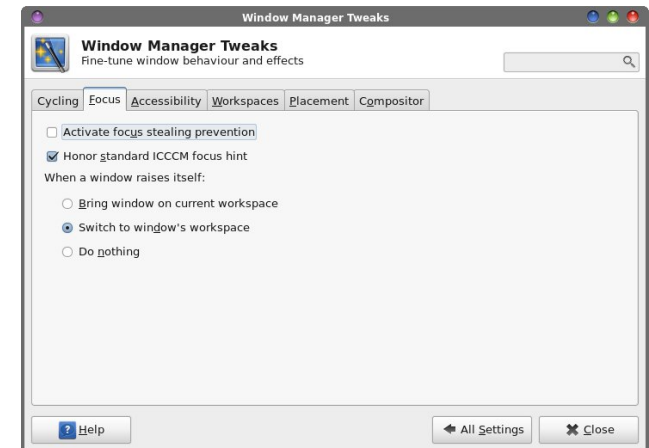 Window Manager Tweaks
Window Manager Tweaks
Fine-tune window behaviour and effects
Cycling Focus Accessibility Workspaces Placement Compositor
Activate focus stealing prevention
Honor standard ICCCM focus hint
When a window raises itself:
Bring window on current workspace
Switch to window's workspace
Do nothing
? Help All Settings Close